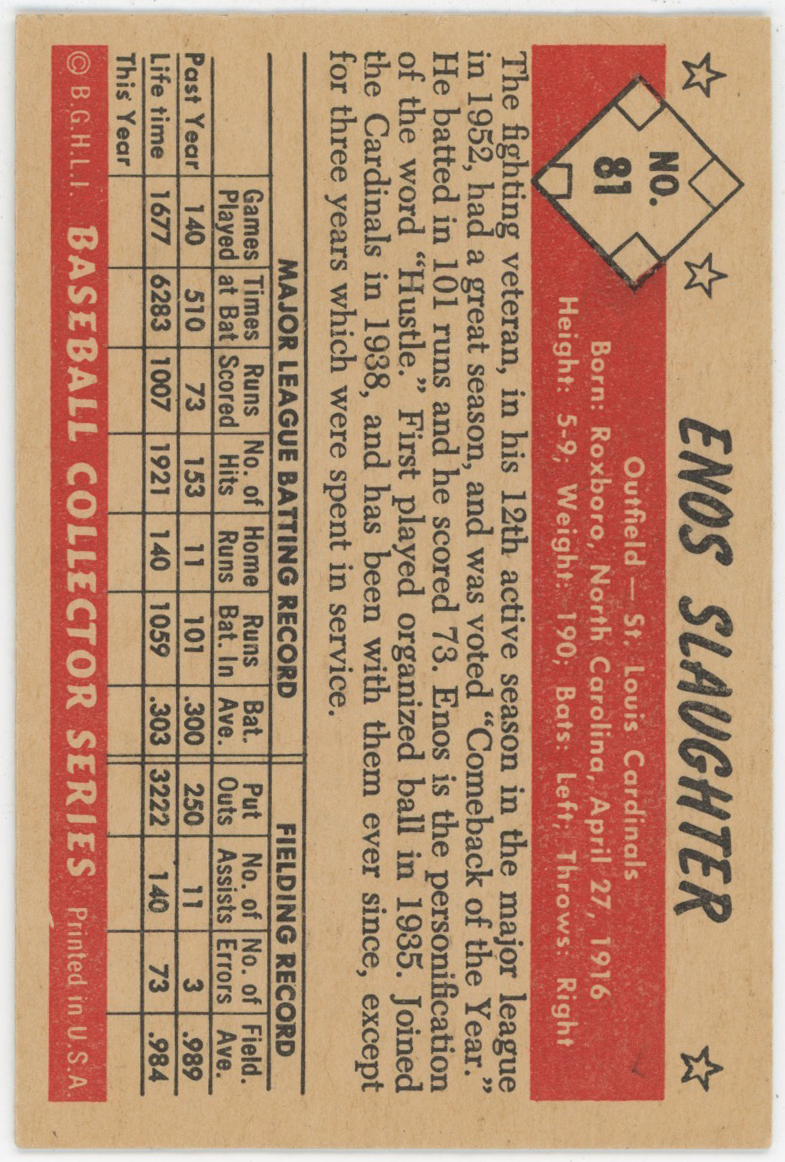 ENOS SLAUGHTER
NO.
81
Outfield — St. Louis Cardinals
Born: Roxboro, North Carolina, April 27, 1916
Height: 5-9; Weight: 190; Bats: Left; Throws: Right
The fighting veteran, in his 12th active season in the major league
in 1952, had a great season, and was voted “Comeback of the Year.”
He batted in 101 runs and he scored 73. Enos is the personification
of the word “Hustle.” First played organized ball in 1935. Joined
the Cardinals in 1938, and has been with them ever since, except
for three years which were spent in service.
MAJOR LEAGUE BATTING RECORD FIELDING RECORD
Games Times Runs No. of Home Runs Bat. Put No. of No. of Field.
Played at Bat Scored Hits Runs Bat. In Ave. Outs Assists Errors Ave.
Past Year 140 510 73 153 11 101 .300 250 11 3 .989
Life time 1677 6283 1007 1921 140 1059 .303 3222 140 73 .984
This Year
© B.G.H.L.I. BASEBALL COLLECTOR SERIES Printed in U.S.A.